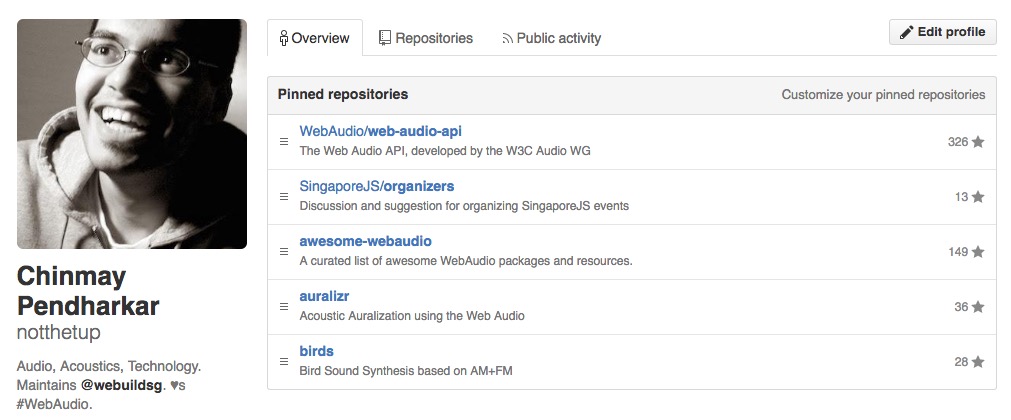 Overview
Repositories
Public activity
Edit profile
Pinned repositories
Customize your pinned repositories
WebAudio/web-audio-api
The Web Audio API, developed by the W3C Audio WG
326
SingaporeJS/organizers
Discussion and suggestion for organizing SingaporeJS events
13
awesome-webaudio
A curated list of awesome WebAudio packages and resources.
149
auralizr
Acoustic Auralization using the Web Audio
36
birds
Bird Sound Synthesis based on AM+FM
28
Chinmay
Pendharkar
notthetup
Audio, Acoustics, Technology.
Maintains @webuildsg. ♥s
#WebAudio.